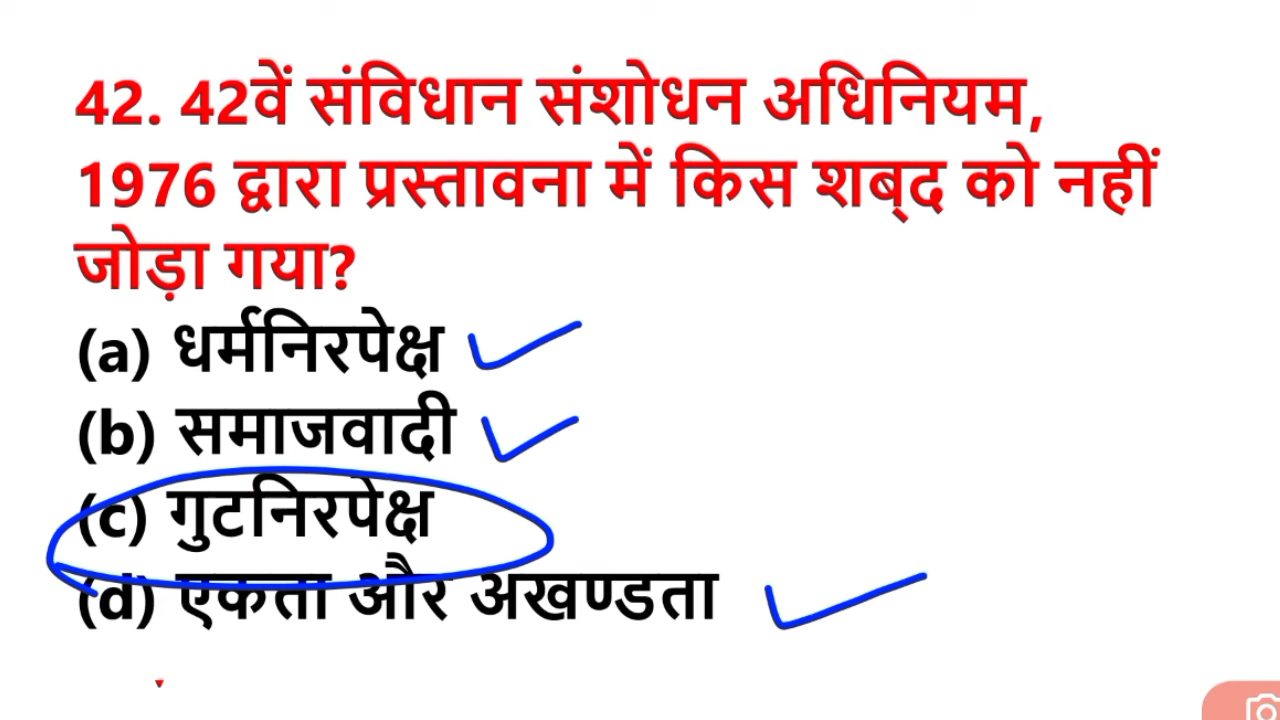 42. 42वें संविधान संशोधन अधिनियम,
1976 द्वारा प्रस्तावना में किस शब्द को नहीं
जोड़ा गया?
(a) धर्मनिरपेक्ष
(b) समाजवादी
(c) गुटनिरपेक्ष
(d) एकता और अखण्डता